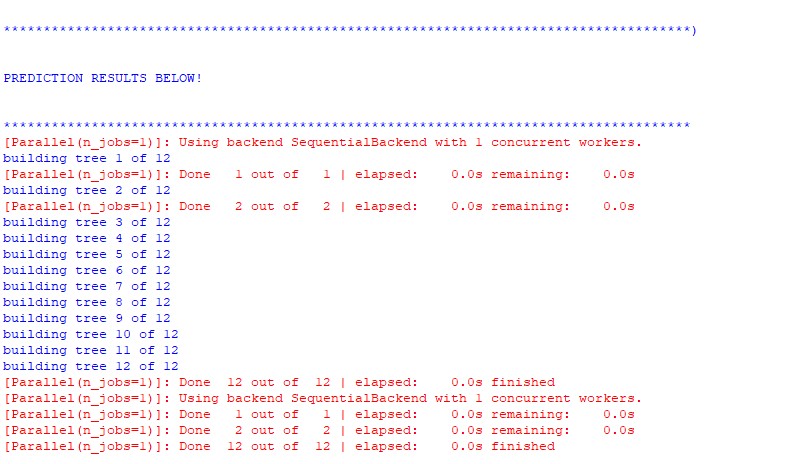 **************************************************************************************)
PREDICTION RESULTS BELOW!
**************************************************************************************
[Parallel(n_jobs=1)]: Using backend SequentialBackend with 1 concurrent workers.
building tree 1 of 12
[Parallel(n_jobs=1)]: Done   1 out of   1 | elapsed:    0.0s remaining:    0.0s
building tree 2 of 12
[Parallel(n_jobs=1)]: Done   2 out of   2 | elapsed:    0.0s remaining:    0.0s
building tree 3 of 12
building tree 4 of 12
building tree 5 of 12
building tree 6 of 12
building tree 7 of 12
building tree 8 of 12
building tree 9 of 12
building tree 10 of 12
building tree 11 of 12
building tree 12 of 12
[Parallel(n_jobs=1)]: Done  12 out of  12 | elapsed:    0.0s finished
[Parallel(n_jobs=1)]: Using backend SequentialBackend with 1 concurrent workers.
[Parallel(n_jobs=1)]: Done   1 out of   1 | elapsed:    0.0s remaining:    0.0s
[Parallel(n_jobs=1)]: Done   2 out of   2 | elapsed:    0.0s remaining:    0.0s
[Parallel(n_jobs=1)]: Done  12 out of  12 | elapsed:    0.0s finished